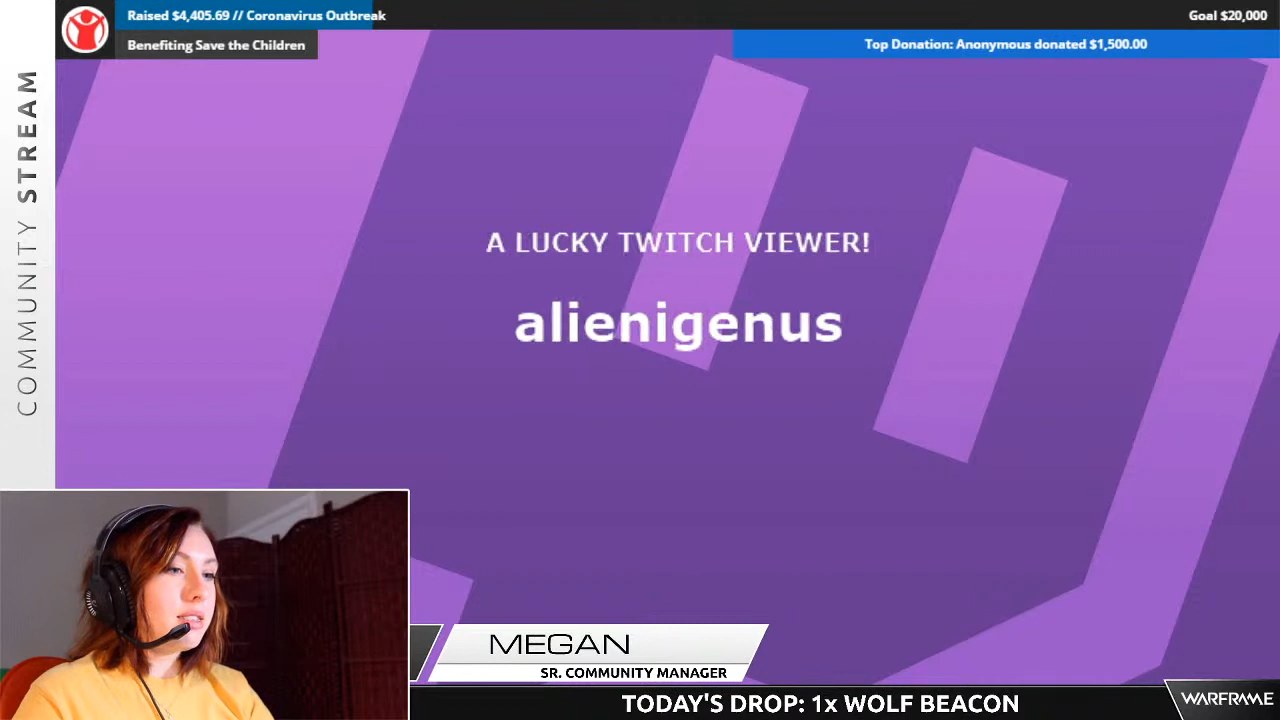 Raised $4,405.69 // Coronavirus Outbreak
Goal $20,000
Benefiting Save the Children
Top Donation: Anonymous donated $1,500.00
COMMUNITY STREAM
A LUCKY TWITCH VIEWER!
alienigenus
MEGAN
SR. COMMUNITY MANAGER
TODAY'S DROP: 1x WOLF BEACON
WARFRAME